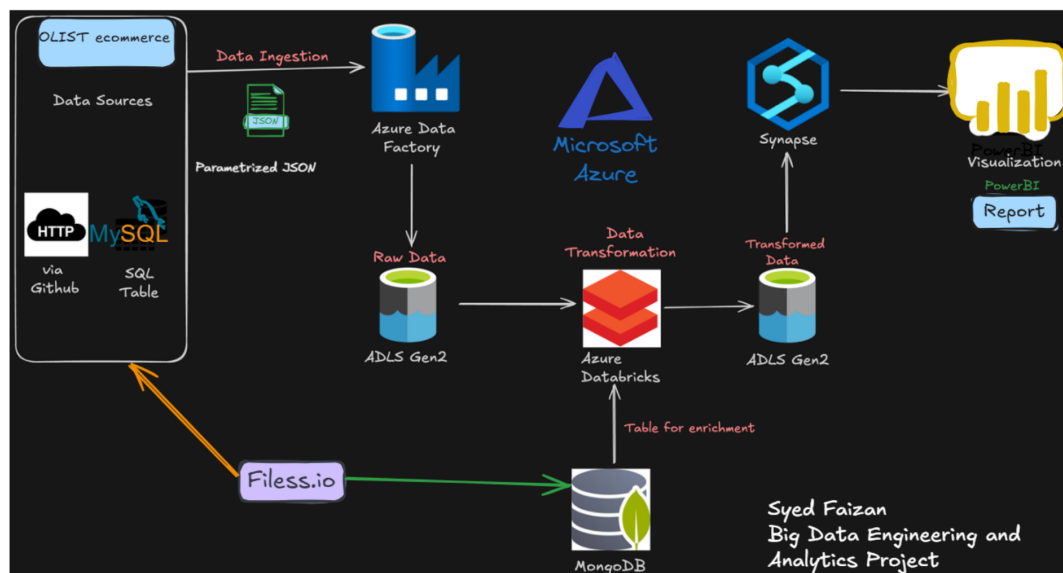 OLIST ecommerce
Data Sources
HTTP
via
Github
MySQL
SQL
Table
Data Ingestion
JSON
Parametrized JSON
Azure Data
Factory
Raw Data
ADLS Gen2
Microsoft
Azure
Data
Transformation
Azure
Databricks
Table for enrichment
MongoDB
Filess.io
Synapse
Transformed
Data
ADLS Gen2
PowerBI
Visualization
PowerBI
Report
Syed Faizan
Big Data Engineering and
Analytics Project